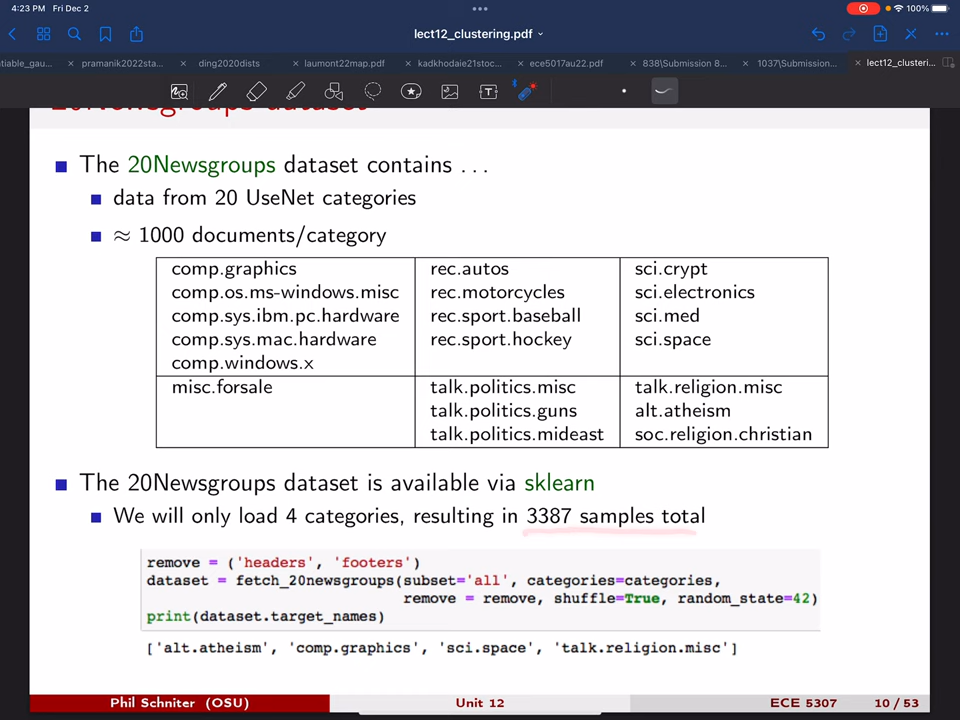 4:23 PM Fri Dec 2
100%
lect12_clustering.pdf
tiable_gau...
pramanik2022sta...
ding2020dists
laumont22map.pdf
kadkhodaie21stoc...
ece5017au22.pdf
838\Submission 8...
1037\Submission...
lect12_clusteri...
20Newsgroups dataset
The 20Newsgroups dataset contains ...
data from 20 UseNet categories
≈ 1000 documents/category
comp.graphics rec.autos sci.crypt
comp.os.ms-windows.misc rec.motorcycles sci.electronics
comp.sys.ibm.pc.hardware rec.sport.baseball sci.med
comp.sys.mac.hardware rec.sport.hockey sci.space
comp.windows.x
misc.forsale talk.politics.misc talk.religion.misc
talk.politics.guns alt.atheism
talk.politics.mideast soc.religion.christian
The 20Newsgroups dataset is available via sklearn
We will only load 4 categories, resulting in 3387 samples total
remove = ('headers', 'footers')
dataset = fetch_20newsgroups(subset='all', categories=categories,
remove = remove, shuffle=True, random_state=42)
print(dataset.target_names)
['alt.atheism', 'comp.graphics', 'sci.space', 'talk.religion.misc']
Phil Schniter (OSU) Unit 12 ECE 5307 10 / 53